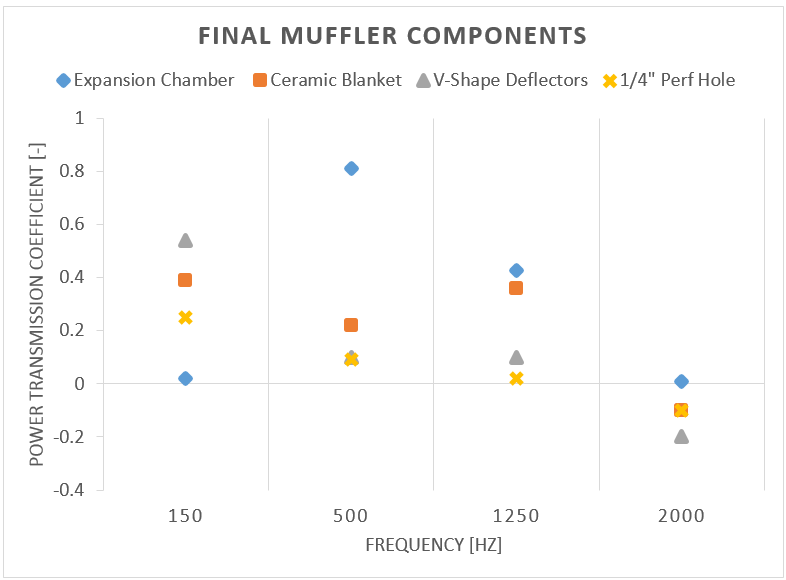 FINAL MUFFLER COMPONENTS
Expansion Chamber Ceramic Blanket V-Shape Deflectors 1/4" Perf Hole
POWER TRANSMISSION COEFFICIENT [-]
1
0.8
0.6
0.4
0.2
0
-0.2
-0.4
150 500 1250 2000
FREQUENCY [HZ]